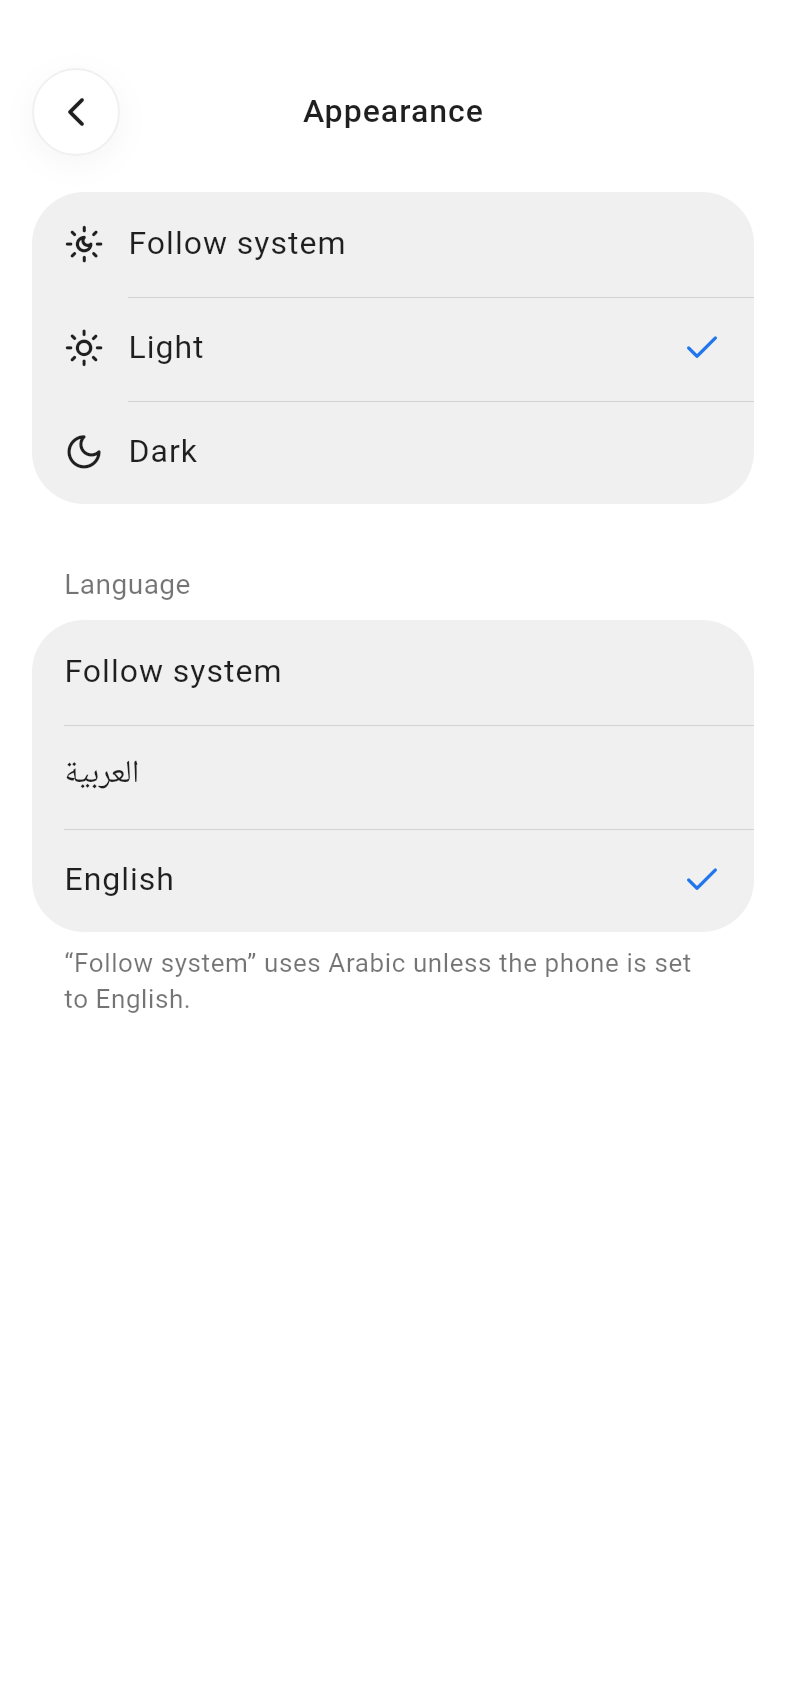 Appearance
Follow system
Light
Dark
Language
Follow system
العربية
English
“Follow system” uses Arabic unless the phone is set
to English.